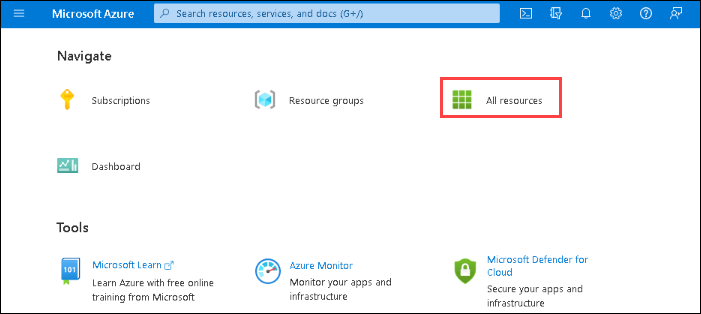 Microsoft Azure
Search resources, services, and docs (G+/)
Navigate
Subscriptions
Resource groups
All resources
Dashboard
Tools
101
Microsoft Learn
Learn Azure with free online
training from Microsoft
Azure Monitor
Monitor your apps and
infrastructure
Microsoft Defender for
Cloud
Secure your apps and
infrastructure